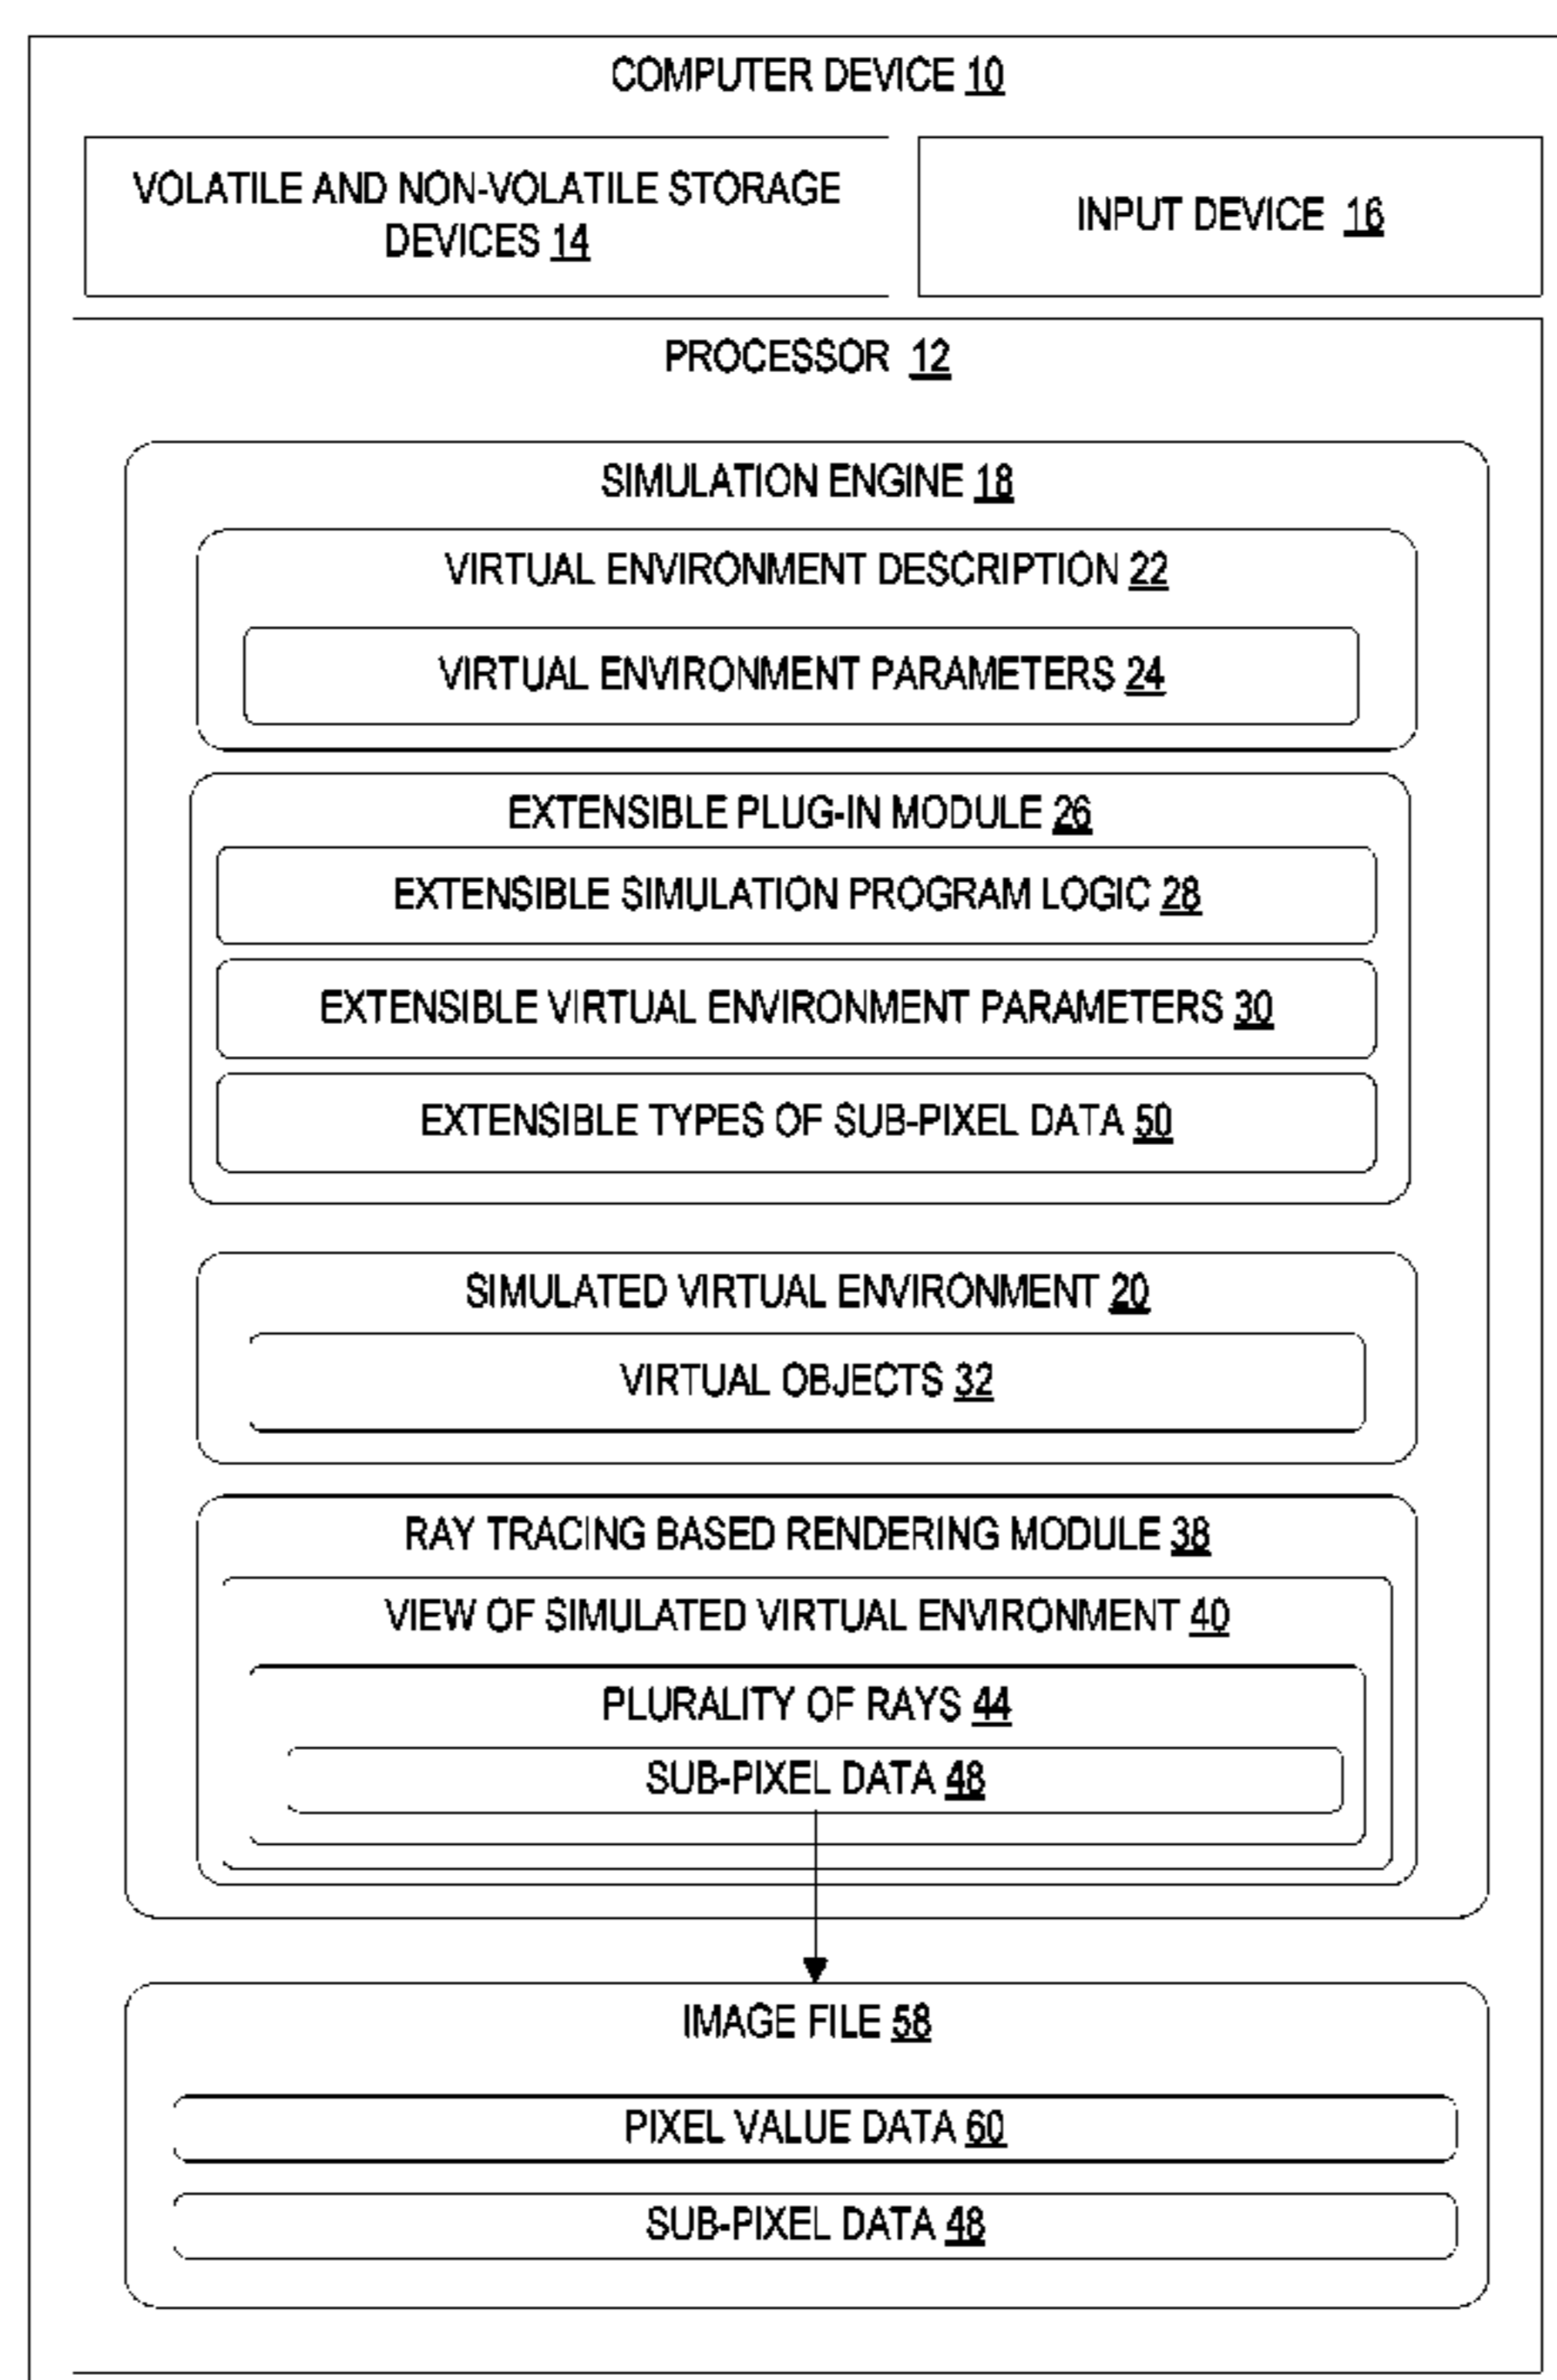 COMPUTER DEVICE 10
VOLATILE AND NON-VOLATILE STORAGE
DEVICES 14
INPUT DEVICE 16
PROCESSOR 12
SIMULATION ENGINE 18
VIRTUAL ENVIRONMENT DESCRIPTION 22
VIRTUAL ENVIRONMENT PARAMETERS 24
EXTENSIBLE PLUG-IN MODULE 26
EXTENSIBLE SIMULATION PROGRAM LOGIC 28
EXTENSIBLE VIRTUAL ENVIRONMENT PARAMETERS 30
EXTENSIBLE TYPES OF SUB-PIXEL DATA 50
SIMULATED VIRTUAL ENVIRONMENT 20
VIRTUAL OBJECTS 32
RAY TRACING BASED RENDERING MODULE 38
VIEW OF SIMULATED VIRTUAL ENVIRONMENT 40
PLURALITY OF RAYS 44
SUB-PIXEL DATA 48
IMAGE FILE 58
PIXEL VALUE DATA 60
SUB-PIXEL DATA 48